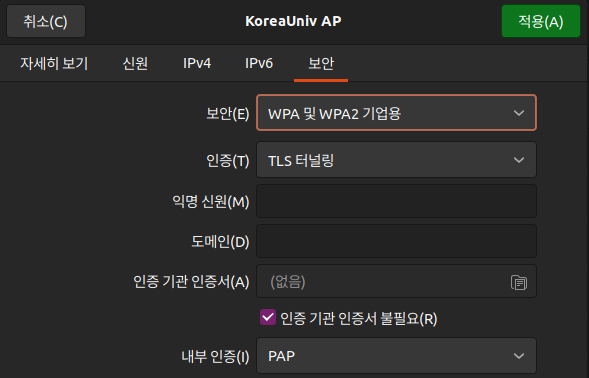 취소(C) KoreaUniv AP 적용(A)
자세히 보기 신원 IPv4 IPv6 보안
보안(E) WPA 및 WPA2 기업용
인증(T) TLS 터널링
익명 신원(M)
도메인(D)
인증 기관 인증서(A) (없음)
인증 기관 인증서 불필요(R)
내부 인증(I) PAP